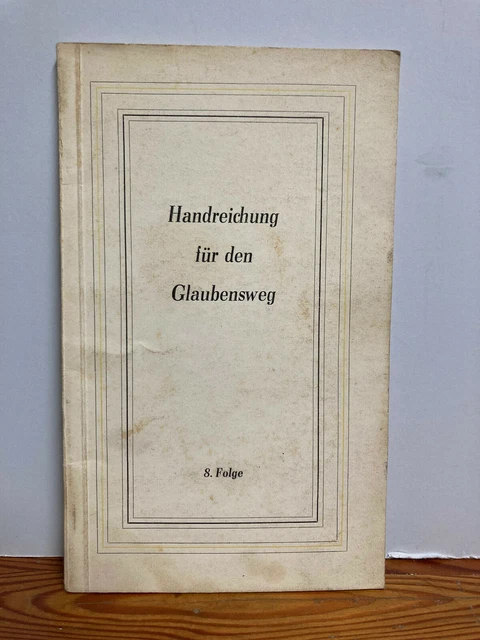 Handreichung
für den
Glaubensweg
8. Folge